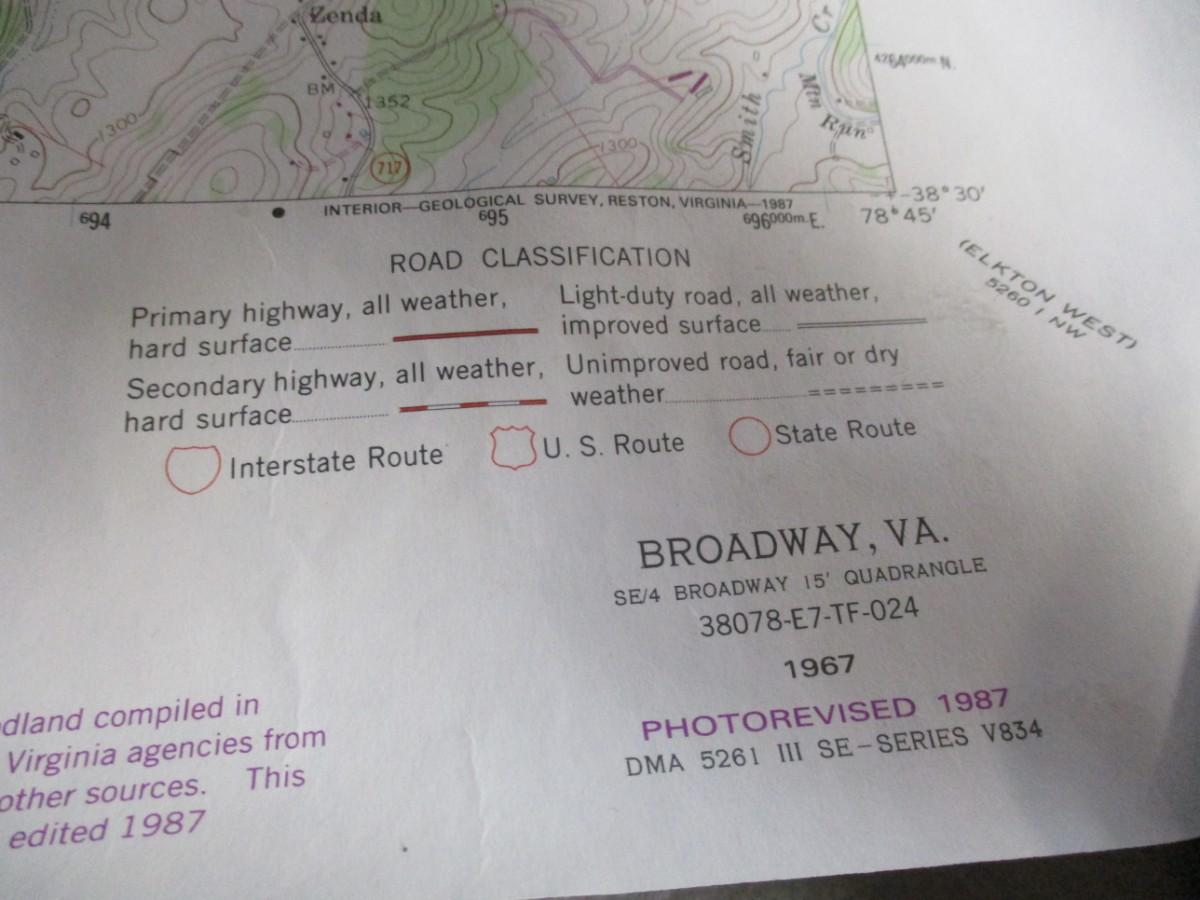 Zenda
Cr
4264000m N.
BM
1352
Mtn
1300
Smith
Run
1300
717
38°30'
694
INTERIOR—GEOLOGICAL SURVEY, RESTON, VIRGINIA—1987
695
696000m. E.
78°45'
ROAD CLASSIFICATION
(ELKTON WEST)
5260 I NW
Primary highway, all weather,
hard surface
Light-duty road, all weather,
improved surface
Secondary highway, all weather,
hard surface
Unimproved road, fair or dry
weather
Interstate Route
U. S. Route
State Route
BROADWAY, VA.
SE/4 BROADWAY 15' QUADRANGLE
38078-E7-TF-024
1967
PHOTOREVISED 1987
DMA 5261 III SE-SERIES V834
dland compiled in
Virginia agencies from
other sources. This
edited 1987